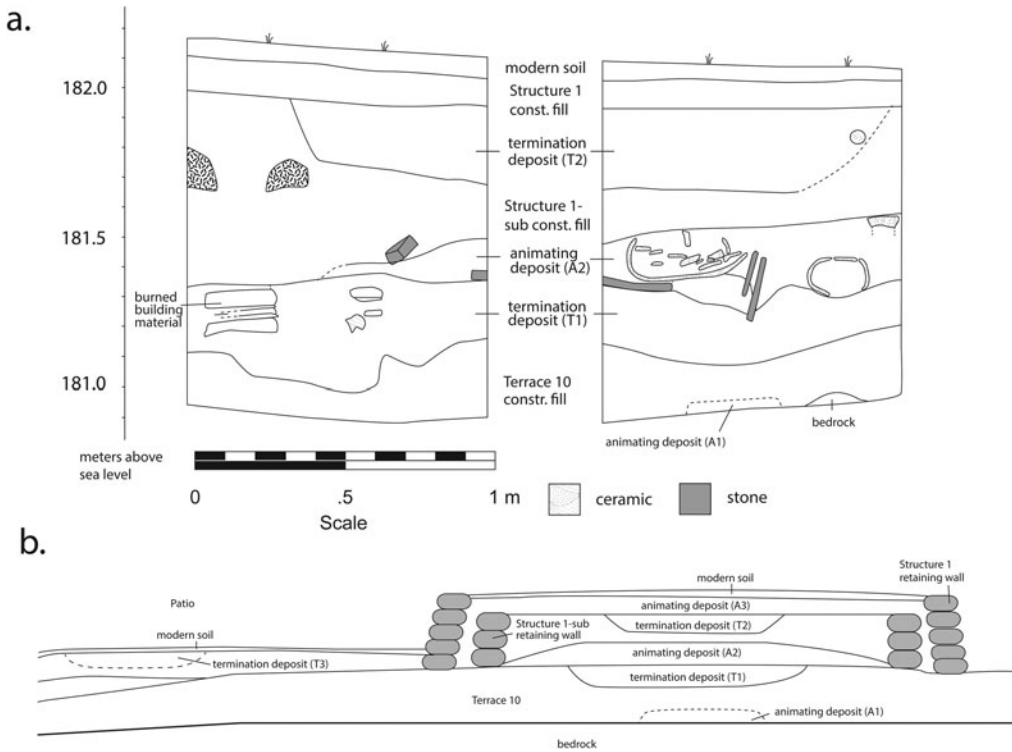 a.
182.0
181.5
181.0
meters above
sea level
modern soil
Structure 1
const. fill
termination
deposit (T2)
Structure 1-
sub const. fill
animating
deposit (A2)
termination
deposit (T1)
Terrace 10
constr. fill
burned
building
material
animating deposit (A1)
bedrock
0
.5
1 m
Scale
ceramic
stone
b.
Patio
modern soil
termination deposit (T3)
Structure 1-sub
retaining wall
modern soil
Structure 1
retaining wall
animating deposit (A3)
termination deposit (T2)
animating deposit (A2)
termination deposit (T1)
Terrace 10
animating deposit (A1)
bedrock